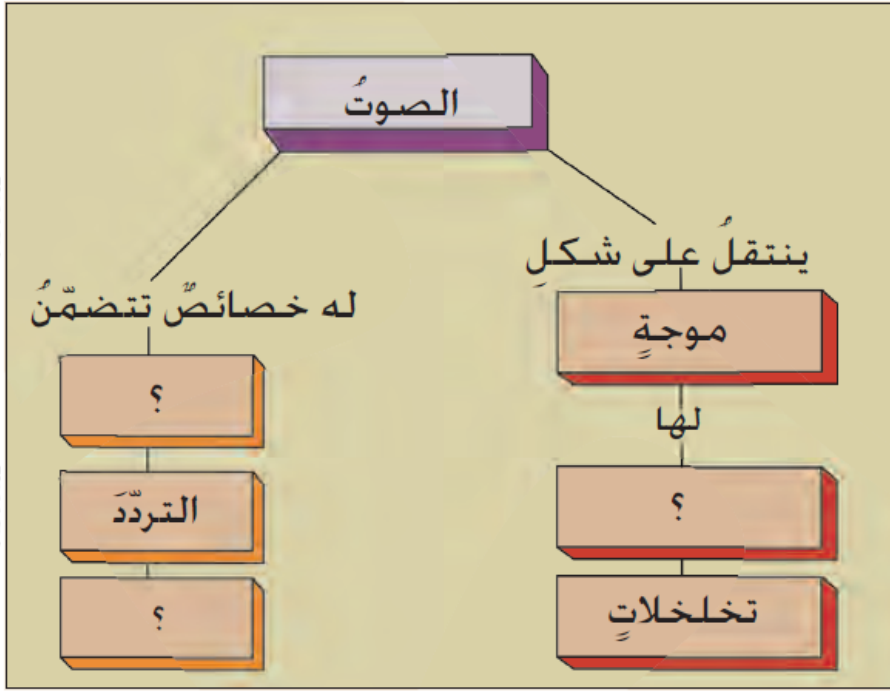 الصوتُ
ينتقلُ على شكلِ
موجةٍ
لها
؟
تخلخلاتٍ
له خصائصٌ تتضمّنُ
؟
التردّدَ
؟